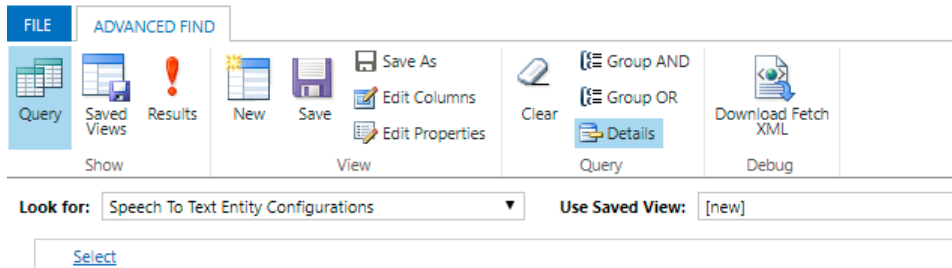 FILE ADVANCED FIND
Save As Group AND
Edit Columns Group OR
Query Saved Views Results New Save Edit Properties Clear Details Download Fetch XML
Show View Query Debug
Look for: Speech To Text Entity Configurations Use Saved View: [new]
Select